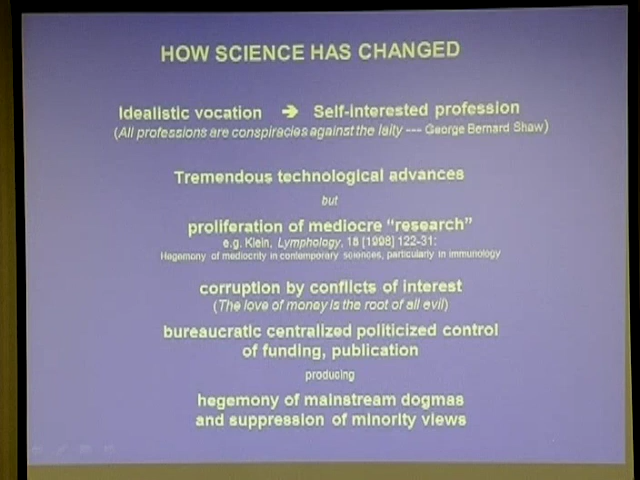 HOW SCIENCE HAS CHANGED
Idealistic vocation ➔ Self-interested profession
(All professions are conspiracies against the laity --- George Bernard Shaw)
Tremendous technological advances
but
proliferation of mediocre “research”
e.g. Klein, Lymphology, 18 [1998] 122-31:
Hegemony of mediocrity in contemporary sciences, particularly in immunology
corruption by conflicts of interest
(The love of money is the root of all evil)
bureaucratic centralized politicized control
of funding, publication
producing
hegemony of mainstream dogmas
and suppression of minority views